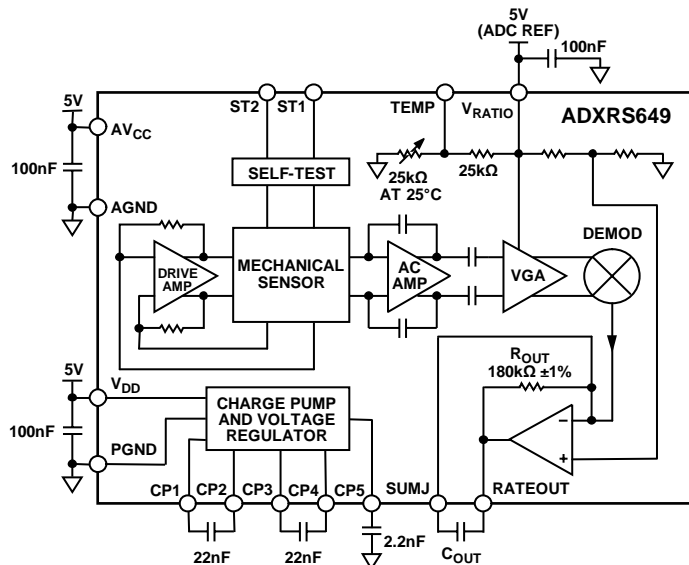 5V
(ADC REF)
100nF
5V
ST2
ST1
TEMP
VRATIO
ADXRS649
AVCC
100nF
25kΩ
AT 25°C
25kΩ
SELF-TEST
AGND
DEMOD
DRIVE
AMP
MECHANICAL
SENSOR
AC
AMP
VGA
ROUT
180kΩ ±1%
5V
VDD
CHARGE PUMP
AND VOLTAGE
REGULATOR
100nF
−
+
PGND
CP1
CP2
CP3
CP4
CP5
SUMJ
RATEOUT
22nF
22nF
2.2nF
COUT